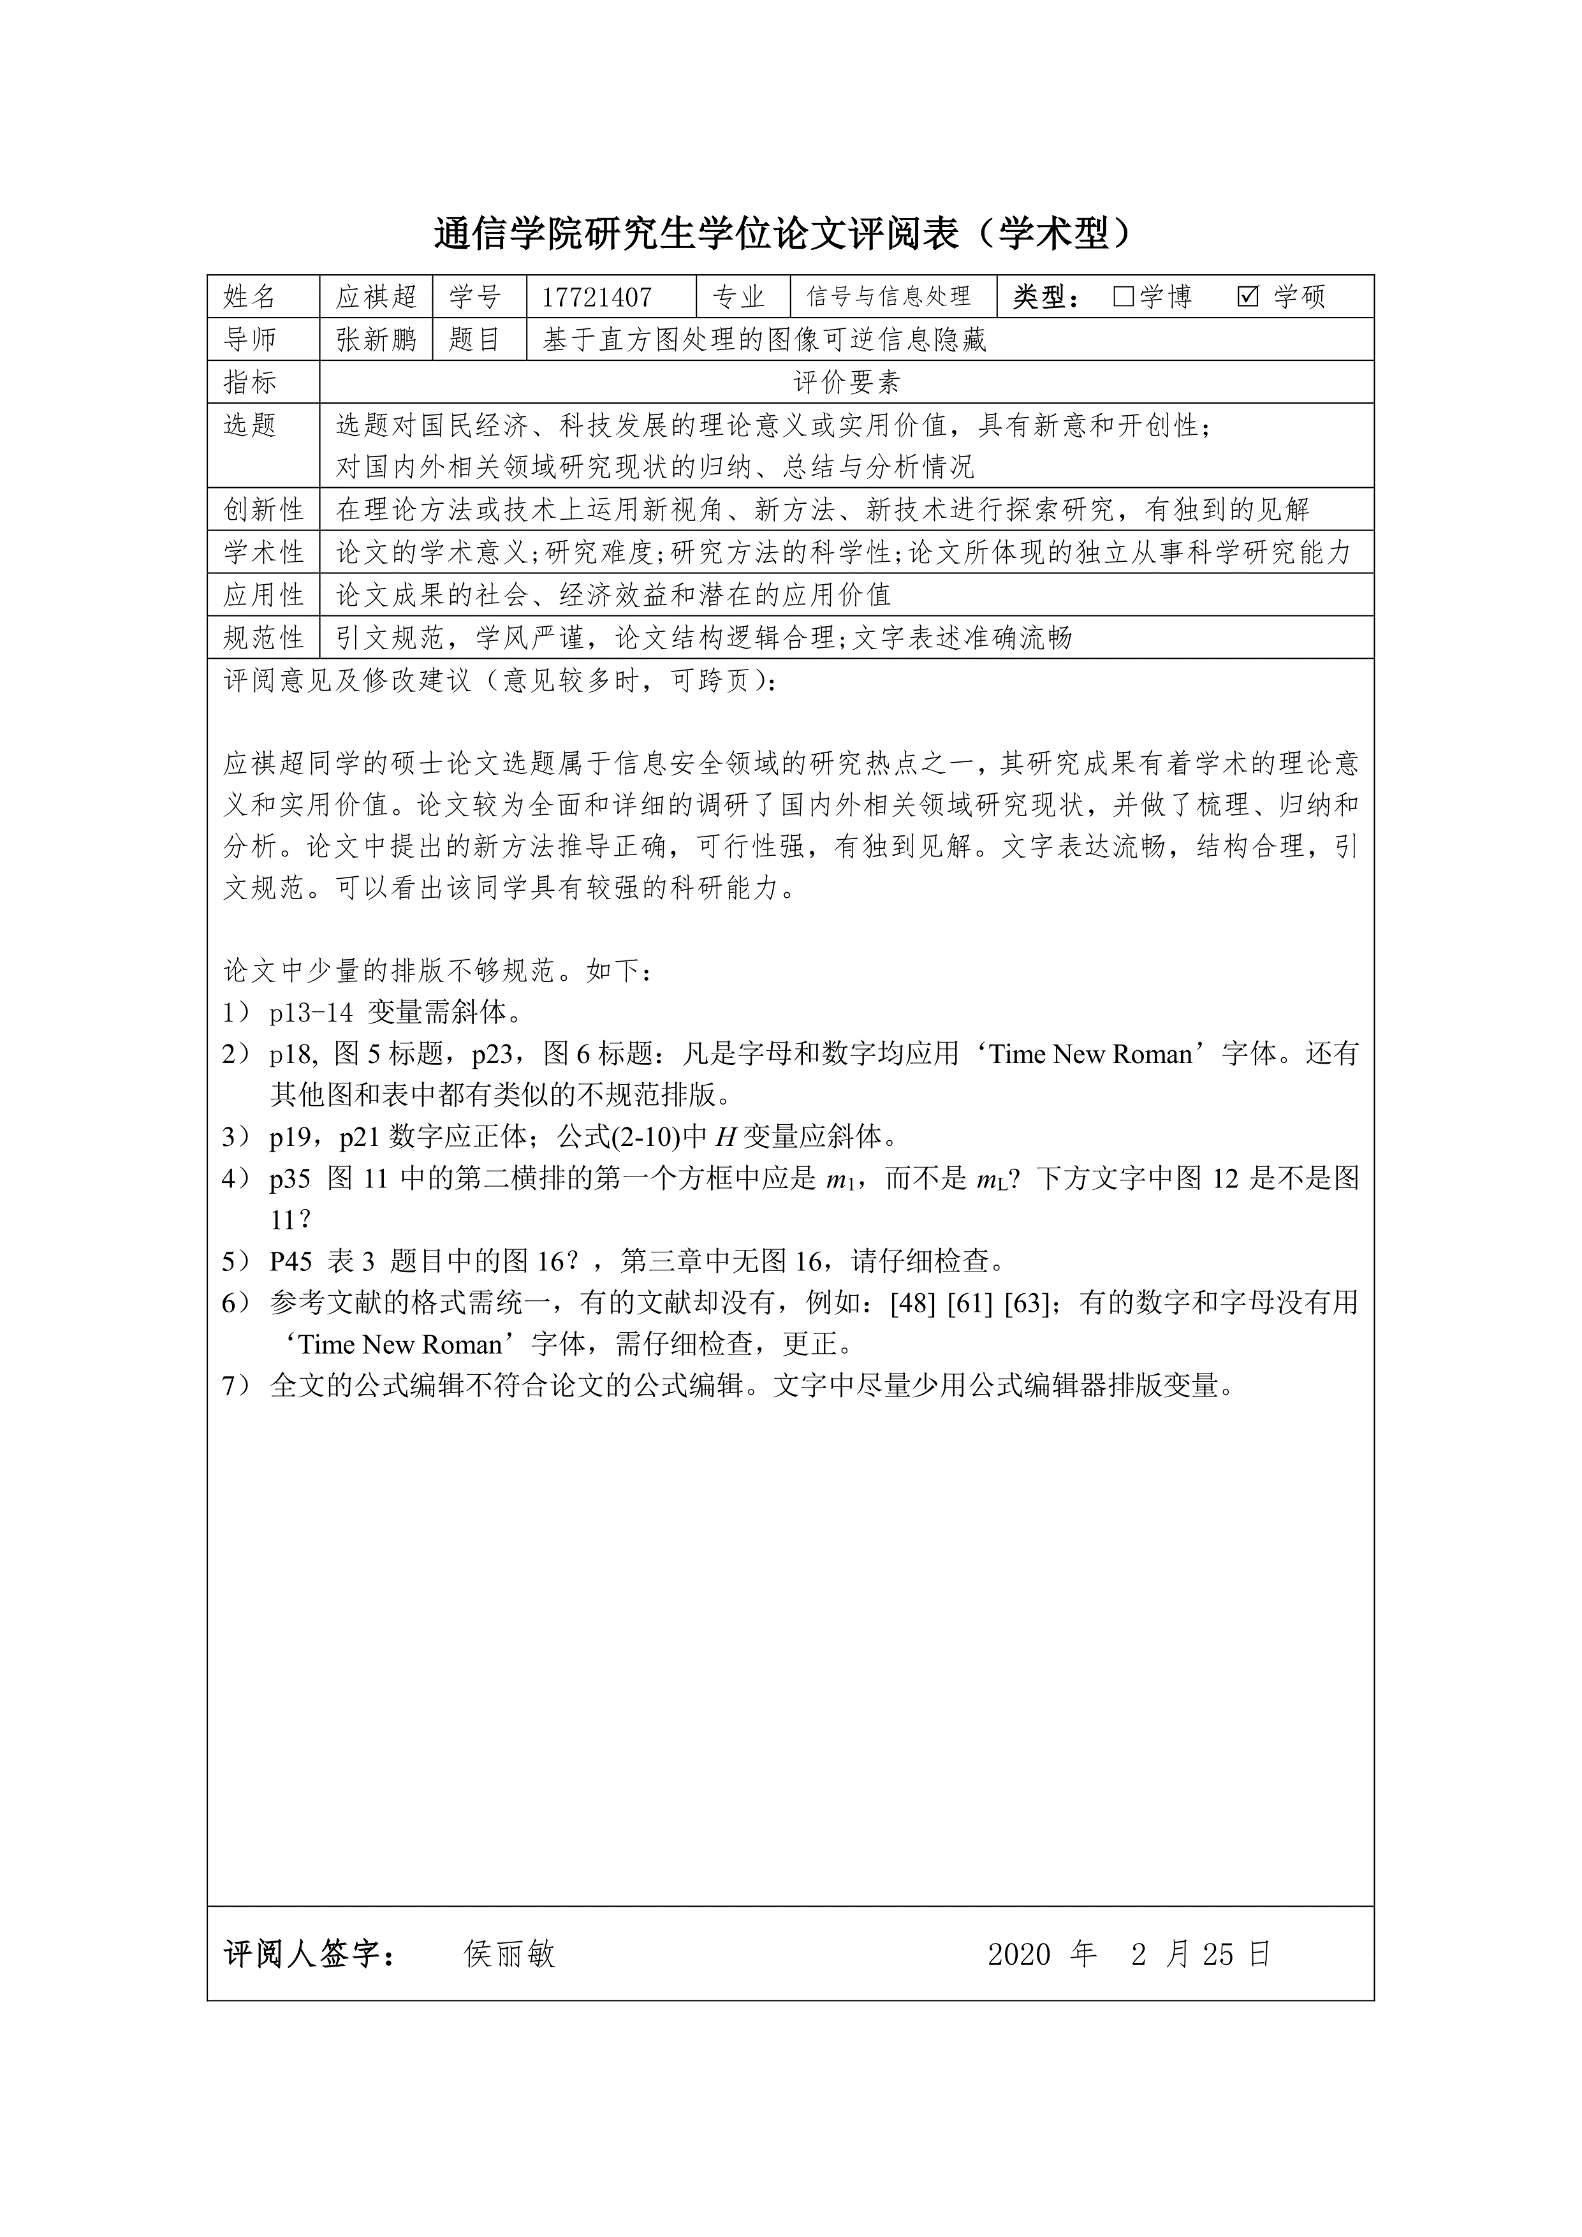 通信学院研究生学位论文评阅表（学术型）
姓名 应祺超 学号 17721407 专业 信号与信息处理 类型： □学博 ☑ 学硕
导师 张新鹏 题目 基于直方图处理的图像可逆信息隐藏
指标 评价要素
选题 选题对国民经济、科技发展的理论意义或实用价值，具有新意和开创性；
对国内外相关领域研究现状的归纳、总结与分析情况
创新性 在理论方法或技术上运用新视角、新方法、新技术进行探索研究，有独到的见解
学术性 论文的学术意义;研究难度;研究方法的科学性;论文所体现的独立从事科学研究能力
应用性 论文成果的社会、经济效益和潜在的应用价值
规范性 引文规范，学风严谨，论文结构逻辑合理;文字表述准确流畅
评阅意见及修改建议（意见较多时，可跨页）：
应祺超同学的硕士论文选题属于信息安全领域的研究热点之一，其研究成果有着学术的理论意
义和实用价值。论文较为全面和详细的调研了国内外相关领域研究现状，并做了梳理、归纳和
分析。论文中提出的新方法推导正确，可行性强，有独到见解。文字表达流畅，结构合理，引
文规范。可以看出该同学具有较强的科研能力。
论文中少量的排版不够规范。如下：
1） p13-14 变量需斜体。
2） p18, 图 5 标题，p23，图 6 标题：凡是字母和数字均应用‘Time New Roman’字体。还有
其他图和表中都有类似的不规范排版。
3） p19，p21 数字应正体；公式(2-10)中 H 变量应斜体。
4） p35 图 11 中的第二横排的第一个方框中应是 m1，而不是 mL? 下方文字中图 12 是不是图
11？
5） P45 表 3 题目中的图 16？，第三章中无图 16，请仔细检查。
6） 参考文献的格式需统一，有的文献却没有，例如：[48] [61] [63]；有的数字和字母没有用
‘Time New Roman’字体，需仔细检查，更正。
7） 全文的公式编辑不符合论文的公式编辑。文字中尽量少用公式编辑器排版变量。
评阅人签字： 侯丽敏 2020 年 2 月 25 日